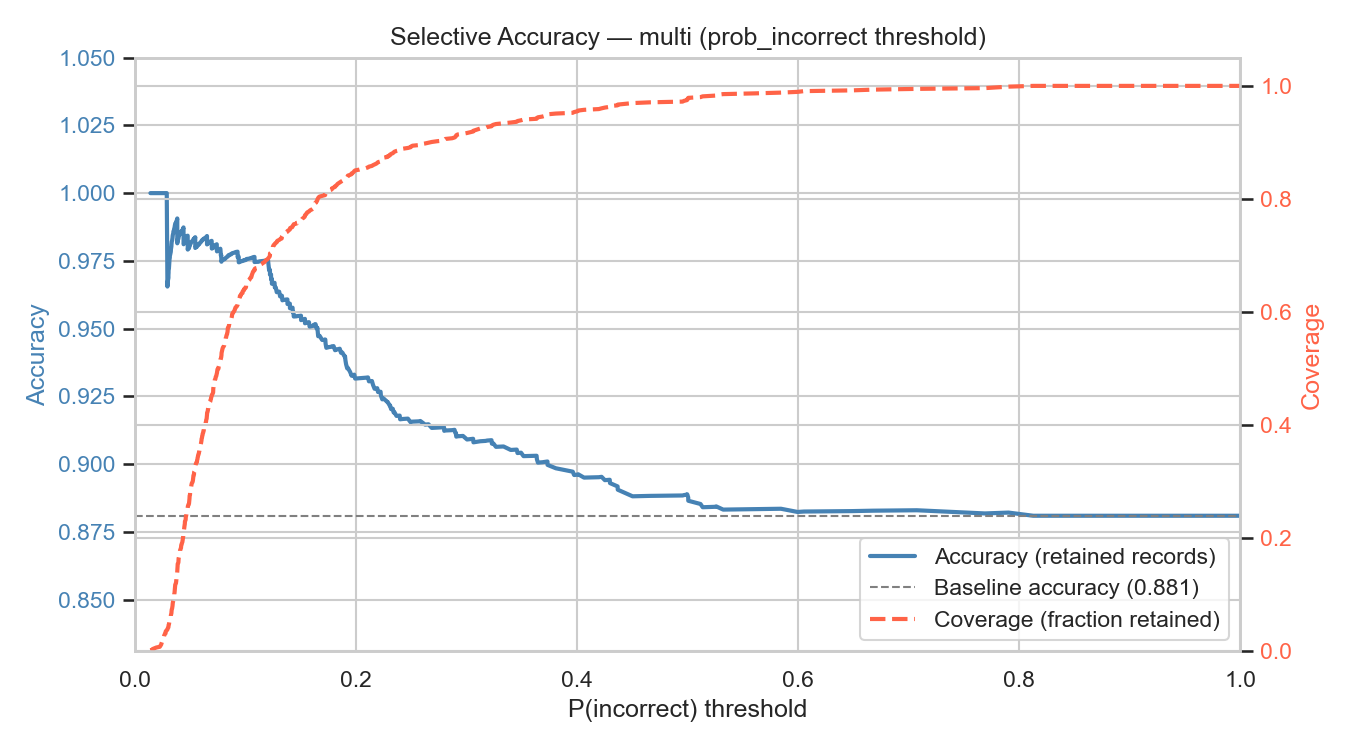 Selective Accuracy — multi (prob_incorrect threshold)
1.050
1.025
1.000
0.975
0.950
0.925
0.900
0.875
0.850
Accuracy
1.0
0.8
0.6
0.4
0.2
0.0
Coverage
Accuracy (retained records)
Baseline accuracy (0.881)
Coverage (fraction retained)
0.0 0.2 0.4 0.6 0.8 1.0
P(incorrect) threshold